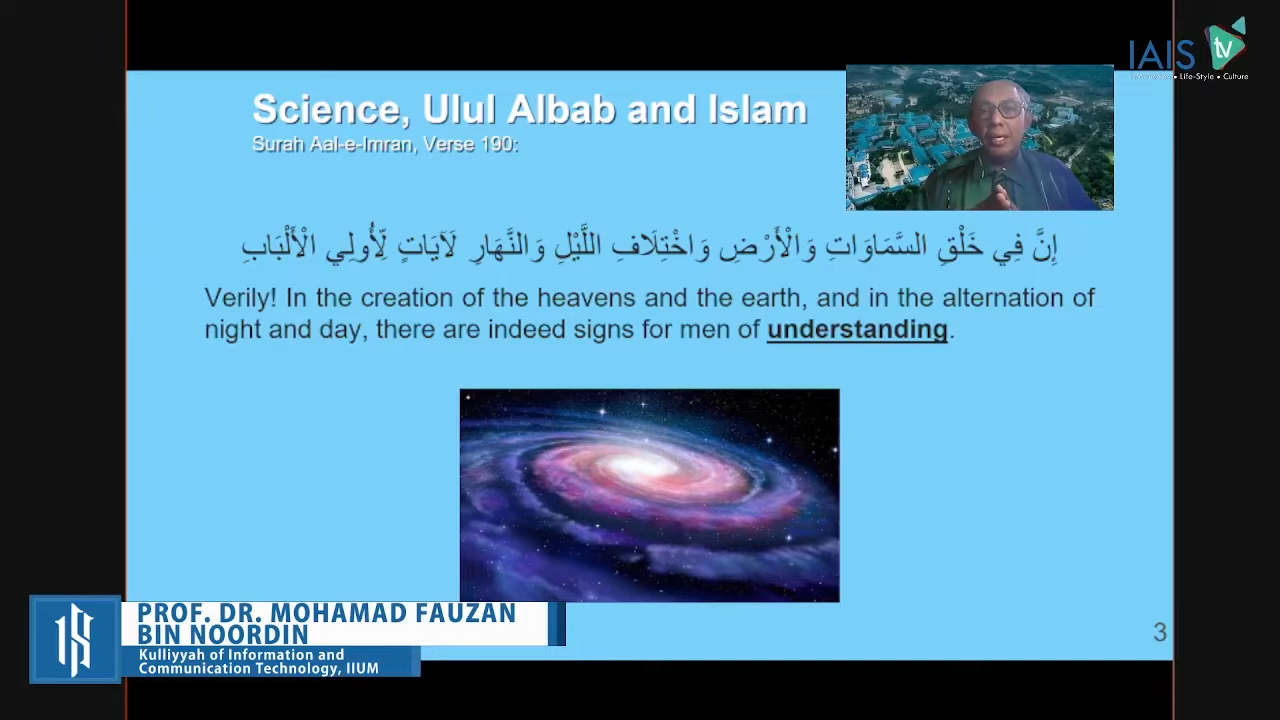 IAIS tv
• Life-Style • Culture
Science, Ulul Albab and Islam
Surah Aal-e-Imran, Verse 190:
إِنَّ فِي خَلْقِ السَّمَاوَاتِ وَالْأَرْضِ وَاخْتِلَافِ اللَّيْلِ وَالنَّهَارِ لَآيَاتٍ لِّأُولِي الْأَلْبَابِ
Verily! In the creation of the heavens and the earth, and in the alternation of
night and day, there are indeed signs for men of understanding.
PROF. DR. MOHAMAD FAUZAN
BIN NOORDIN
Kulliyyah of Information and
Communication Technology, IIUM
3